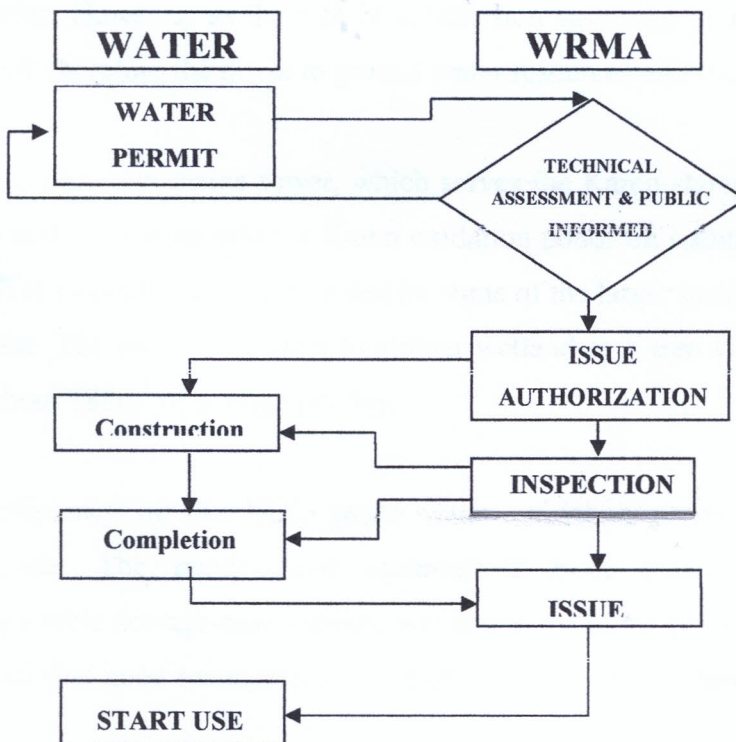 WATER
WRMA
WATER
PERMIT
TECHNICAL
ASSESSMENT & PUBLIC
INFORMED
ISSUE
AUTHORIZATION
Construction
INSPECTION
Completion
ISSUE
START USE